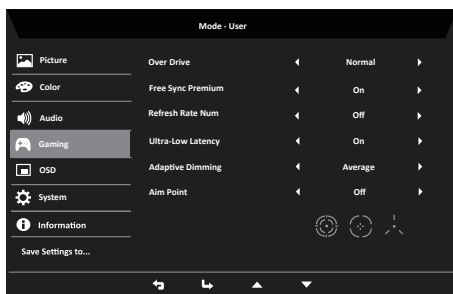 Mode - User
Picture
Color
Audio
Gaming
OSD
System
Information
Save Settings to...
Over Drive Normal
Free Sync Premium On
Refresh Rate Num Off
Ultra-Low Latency On
Adaptive Dimming Average
Aim Point Off